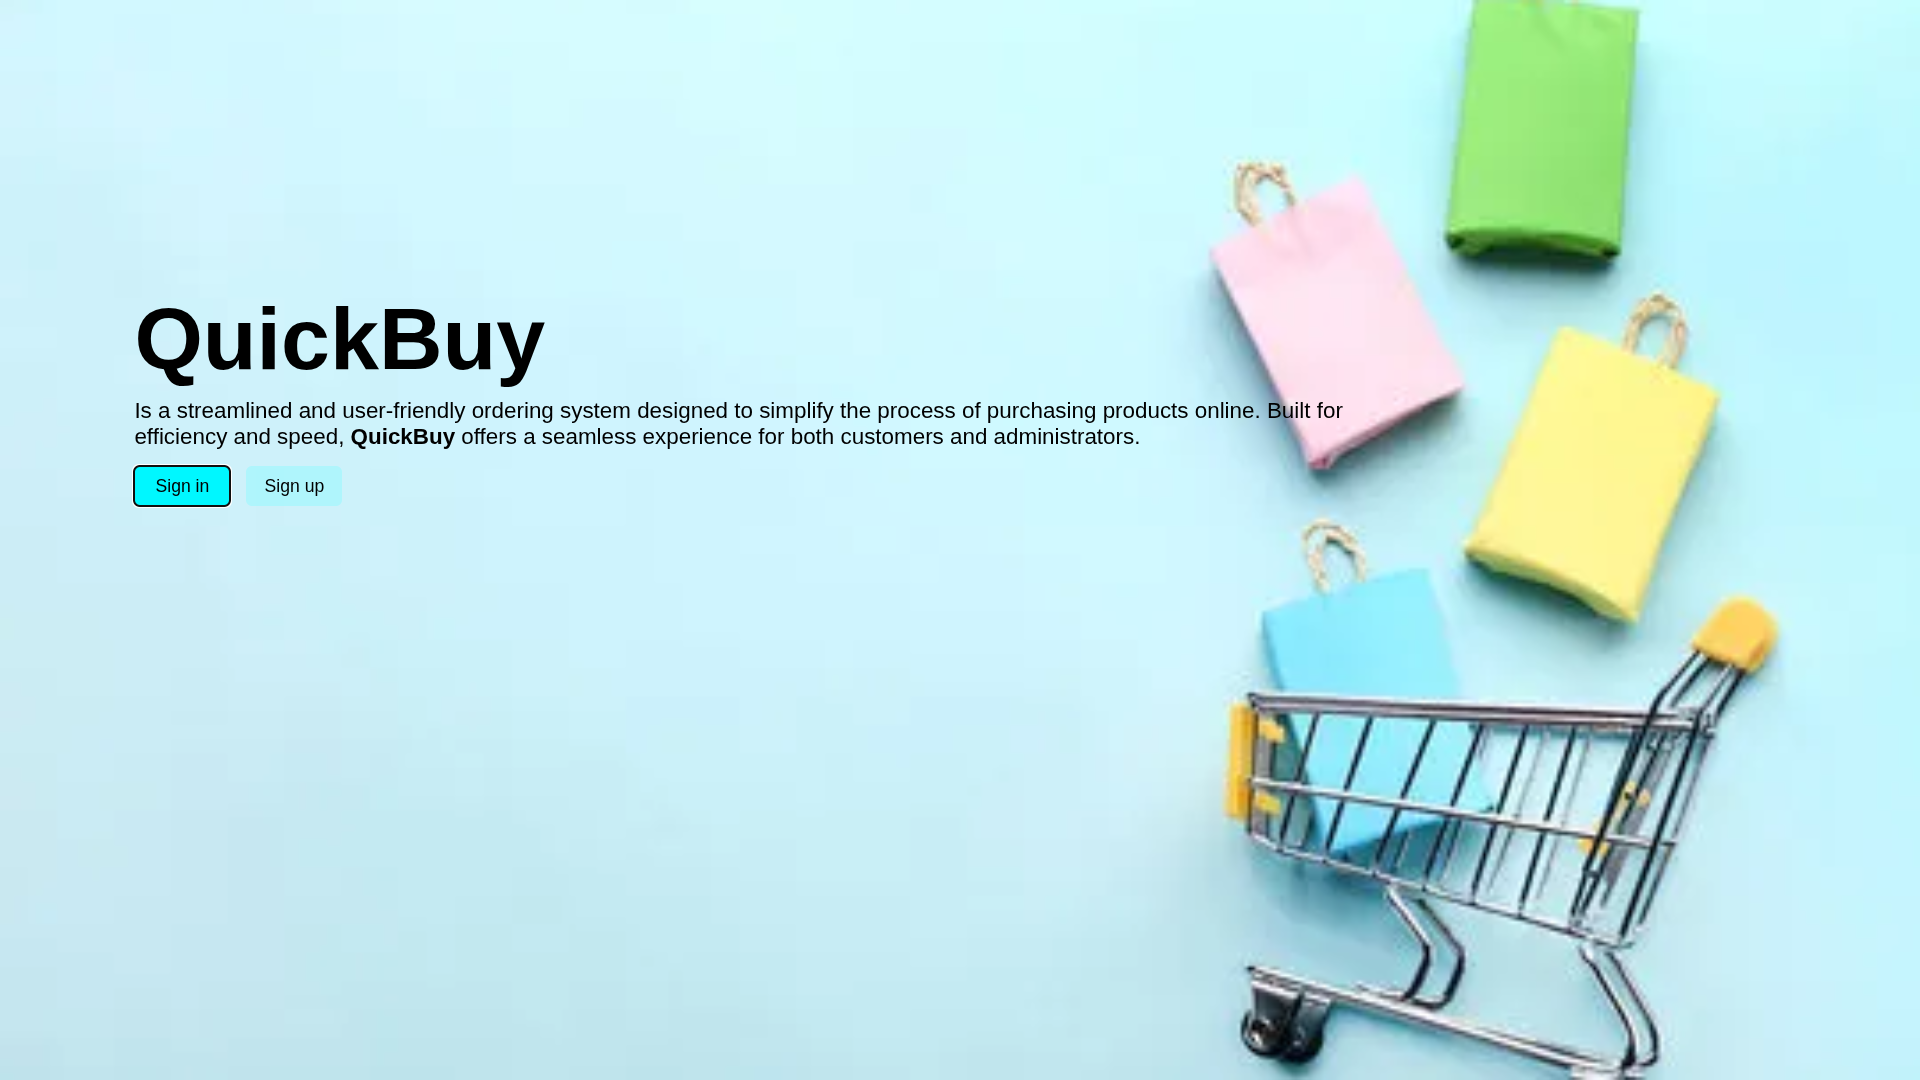 QuickBuy
Is a streamlined and user-friendly ordering system designed to simplify the process of purchasing products online. Built for
efficiency and speed, QuickBuy offers a seamless experience for both customers and administrators.
Sign in
Sign up